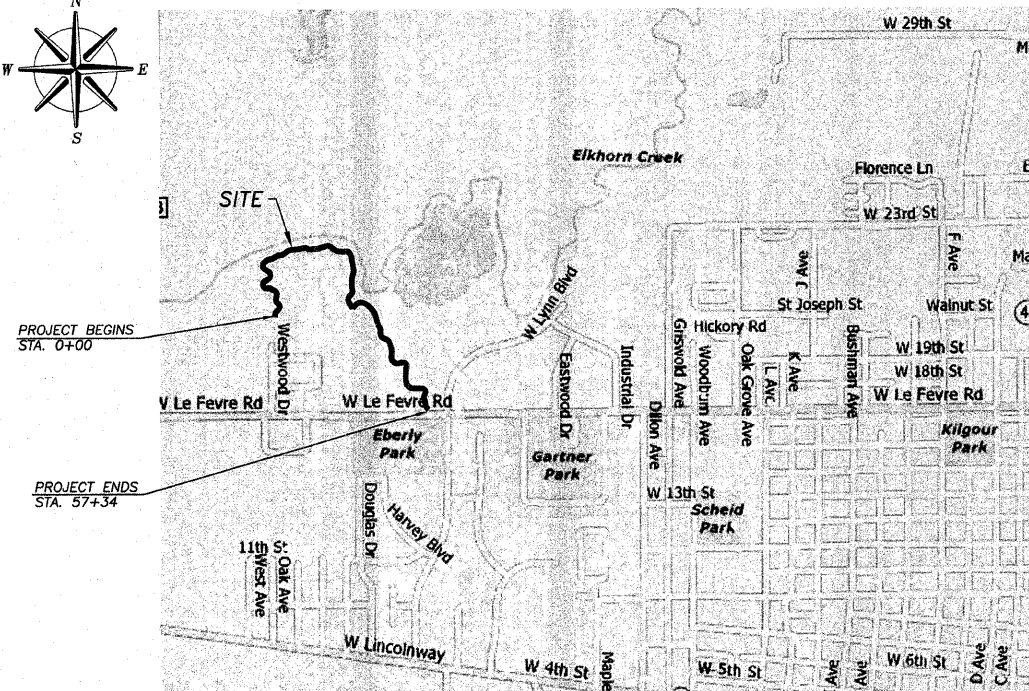 N
W
E
S
W 29th St
Elkhorn Creek
Florence Ln
W 23rd St
SITE
F Ave
J Ave
W Lynn Blvd
St Joseph St
Walnut St
PROJECT BEGINS
STA. 0+00
Westwood Dr
Eastwood Dr
Industrial Dr
Griswold Ave
Hickory Rd
Woodburn Ave
Oak Grove Ave
L Ave
K Ave
Bushman Ave
W 19th St
W 18th St
W Le Fevre Rd
W Le Fevre Rd
W Le Fevre Rd
Dillon Ave
Eberly
Park
Gartner
Park
Kilgour
Park
PROJECT ENDS
STA. 57+34
W 13th St
Scheid
Park
Douglas Dr
Harvey Blvd
11th St
West Ave
Oak Ave
W Lincolnway
W 4th St
Maple
W 5th St
Ave
Ave
W 6th St
D Ave
C Ave